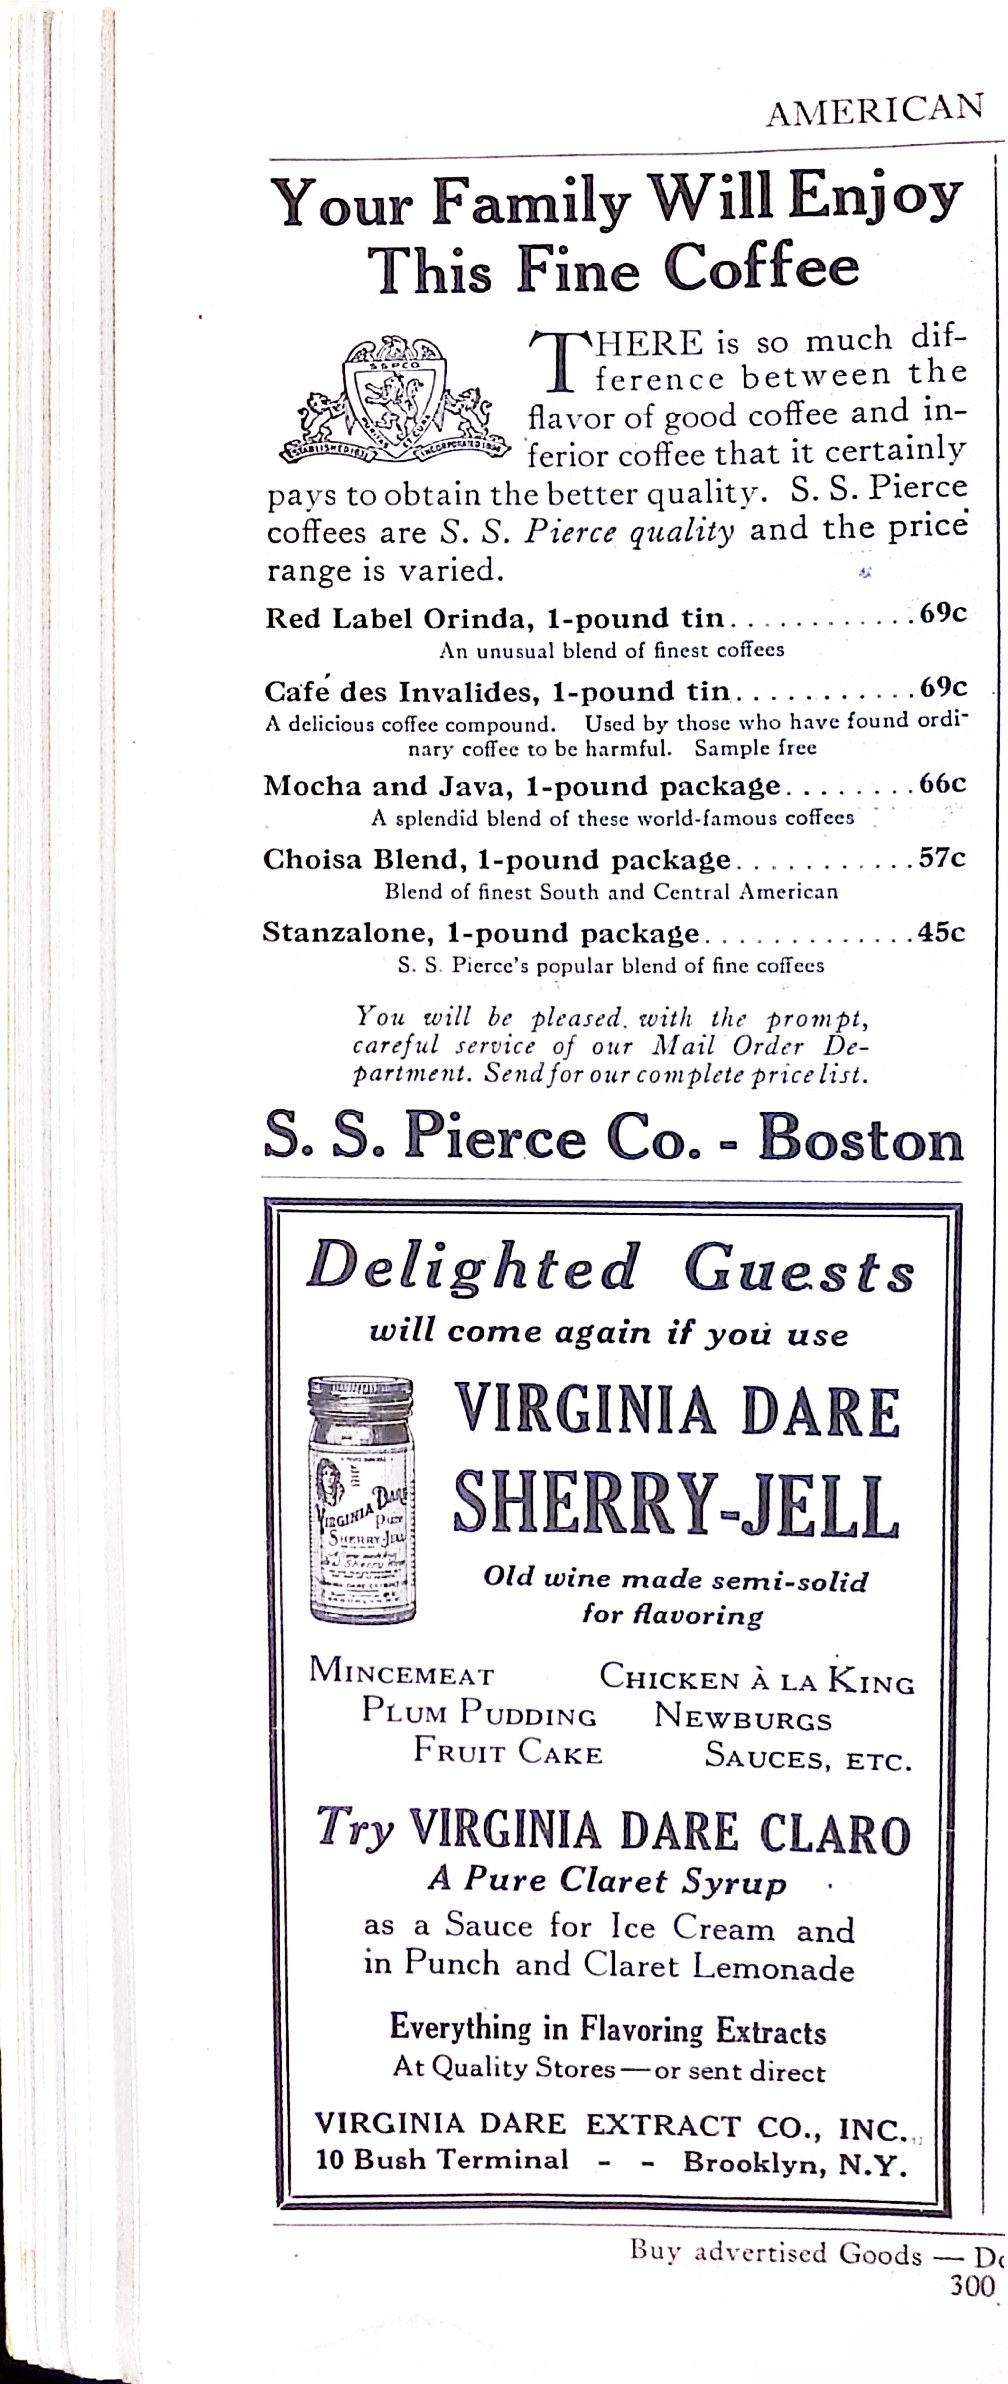 AMERICAN
Your Family Will Enjoy
This Fine Coffee
SSPCO
ESTABLISHED 1831
INCORPORATED 1894
THERE is so much dif-
ference between the
flavor of good coffee and in-
ferior coffee that it certainly
pays to obtain the better quality. S. S. Pierce
coffees are S. S. Pierce quality and the price
range is varied.
Red Label Orinda, 1-pound tin............69c
An unusual blend of finest coffees
Café des Invalides, 1-pound tin...........69c
A delicious coffee compound. Used by those who have found ordi-
nary coffee to be harmful. Sample free
Mocha and Java, 1-pound package........66c
A splendid blend of these world-famous coffees
Choisa Blend, 1-pound package...........57c
Blend of finest South and Central American
Stanzalone, 1-pound package.............45c
S. S. Pierce's popular blend of fine coffees
You will be pleased with the prompt,
careful service of our Mail Order De-
partment. Send for our complete price list.
S. S. Pierce Co. - Boston
Delighted Guests
will come again if you use
VIRGINIA DARE
SHERRY-JELL
VIRGINIA DARE
Pure
SHERRY-JELL
Old wine made semi-solid
for flavoring
MINCEMEAT CHICKEN À LA KING
PLUM PUDDING NEWBURGS
FRUIT CAKE SAUCES, ETC.
Try VIRGINIA DARE CLARO
A Pure Claret Syrup
as a Sauce for Ice Cream and
in Punch and Claret Lemonade
Everything in Flavoring Extracts
At Quality Stores—or sent direct
VIRGINIA DARE EXTRACT CO., INC.
10 Bush Terminal - - Brooklyn, N.Y.
Buy advertised Goods — Do
300